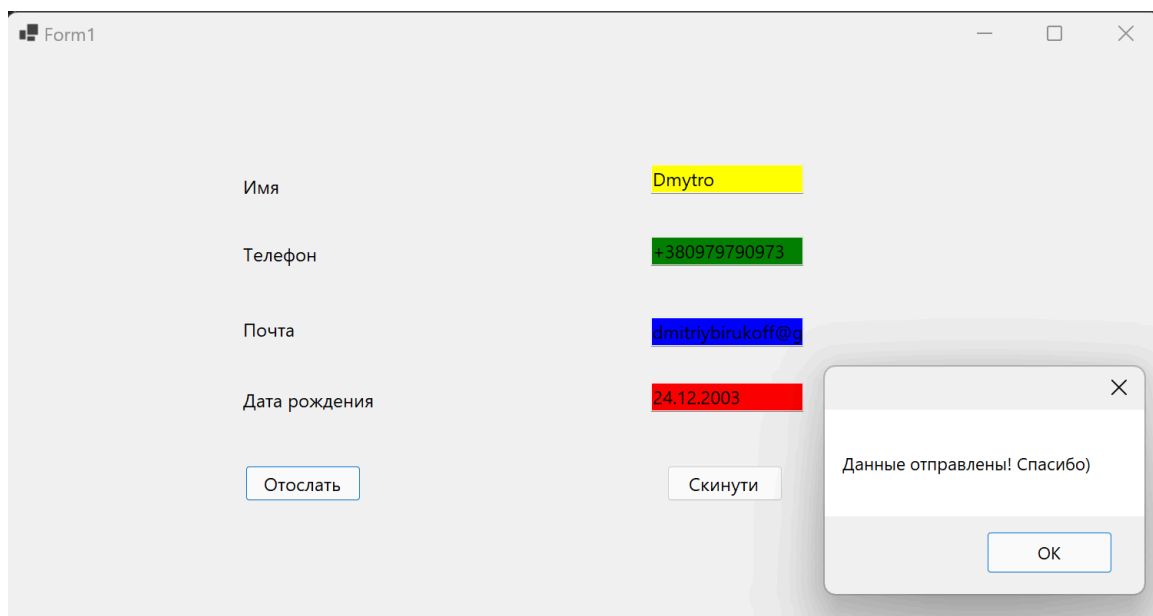 Form1
Имя
Dmytro
Телефон
+380979790973
Почта
dmitriybirukoff@g
Дата рождения
24.12.2003
Отослать
Скинути
Данные отправлены! Спасибо)
OK